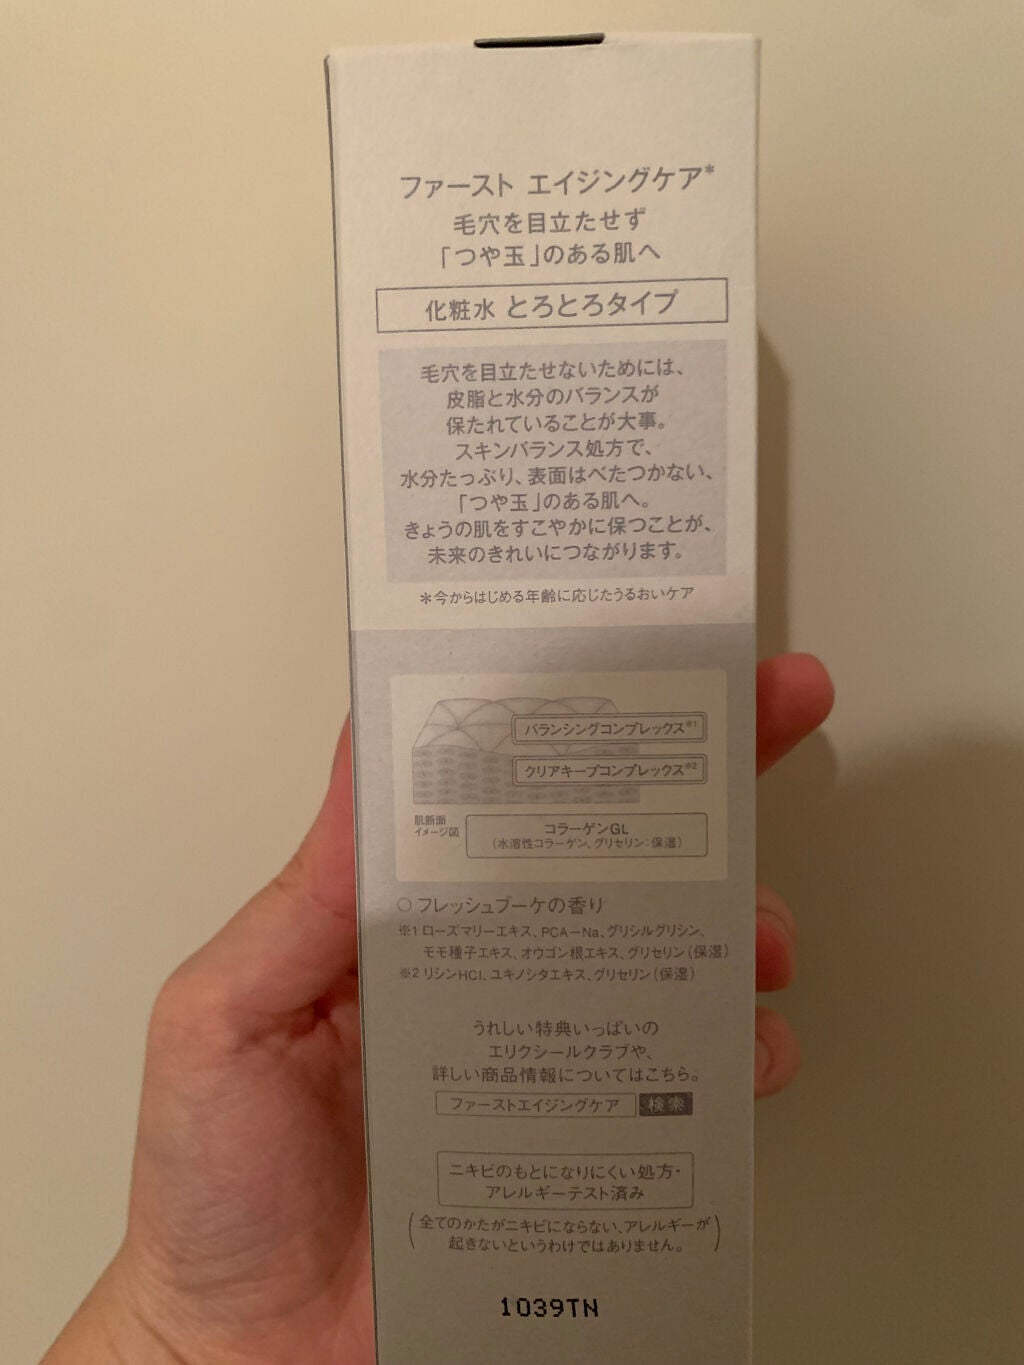 ファースト エイジングケア*
毛穴を目立たせず
「つや玉」のある肌へ
化粧水 とろとろタイプ
毛穴を目立たせないためには、
皮脂と水分のバランスが
保たれていることが大事。
スキンバランス処方で、
水分たっぷり、表面はべたつかない、
「つや玉」のある肌へ。
きょうの肌をすこやかに保つことが、
未来のきれいにつながります。
*今からはじめる年齢に応じたうるおいケア
バランシングコンプレックス※1
クリアキープコンプレックス※2
肌断面
イメージ図
コラーゲンGL
(水溶性コラーゲン、グリセリン:保湿)
○ フレッシュブーケの香り
※1 ローズマリーエキス、PCA-Na、グリシルグリシン、
モモ種子エキス、オウゴン根エキス、グリセリン(保湿)
※2 リシンHCl、ユキノシタエキス、グリセリン(保湿)
うれしい特典いっぱいの
エリクシールクラブや、
詳しい商品情報についてはこちら。
ファーストエイジングケア 検索
ニキビのもとになりにくい処方・
アレルギーテスト済み
(全てのかたがニキビにならない、アレルギーが
起きないというわけではありません。)
1039TN